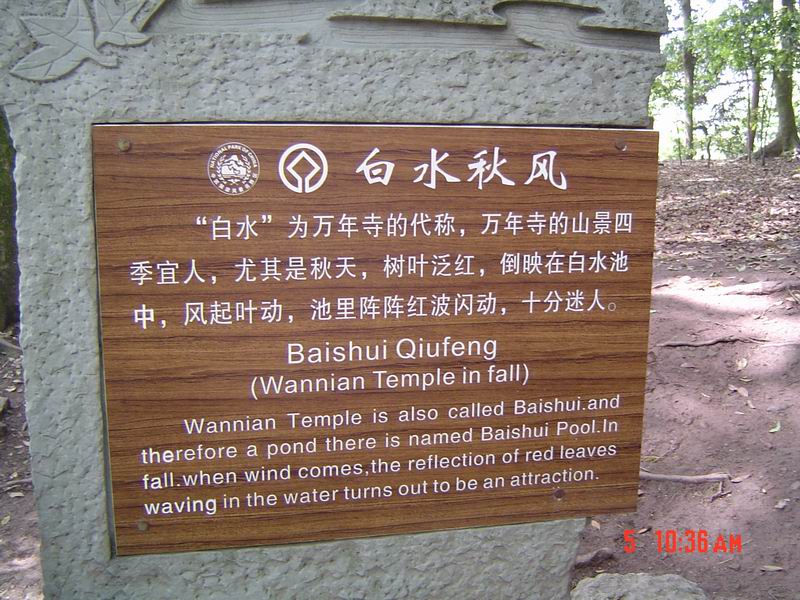 NATIONAL PARK OF CHINA
白水秋风
“白水”为万年寺的代称，万年寺的山景四
季宜人，尤其是秋天，树叶泛红，倒映在白水池
中，风起叶动，池里阵阵红波闪动，十分迷人。
Baishui Qiufeng
(Wannian Temple in fall)
Wannian Temple is also called Baishui.and
therefore a pond there is named Baishui Pool.In
fall.when wind comes,the reflection of red leaves
waving in the water turns out to be an attraction.
5 10:36 AM